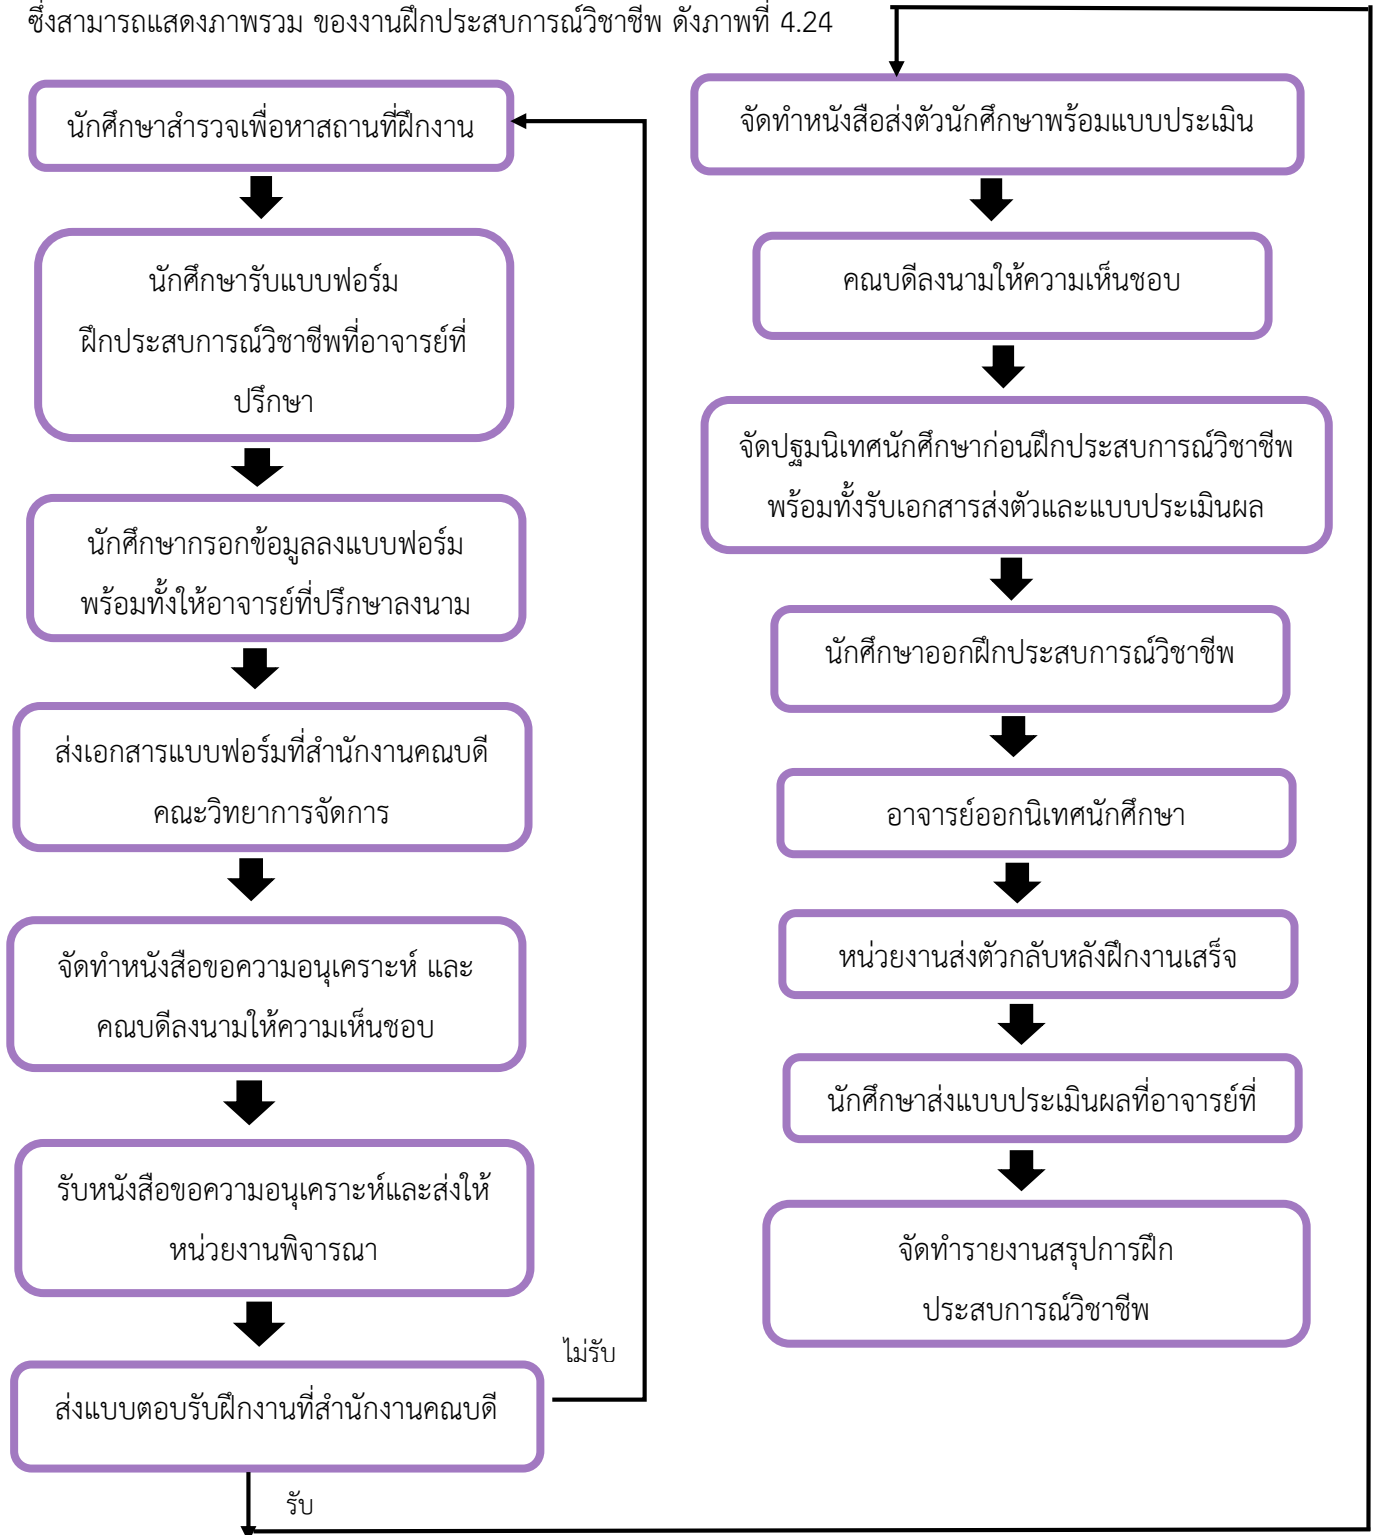 ซึ่งสามารถแสดงภาพรวม ของงานฝึกประสบการณ์วิชาชีพ ดังภาพที่ 4.24
นักศึกษาสำรวจเพื่อหาสถานที่ฝึกงาน
นักศึกษารับแบบฟอร์ม
ฝึกประสบการณ์วิชาชีพที่อาจารย์ที่
ปรึกษา
นักศึกษากรอกข้อมูลลงแบบฟอร์ม
พร้อมทั้งให้อาจารย์ที่ปรึกษาลงนาม
ส่งเอกสารแบบฟอร์มที่สำนักงานคณบดี
คณะวิทยาการจัดการ
จัดทำหนังสือขอความอนุเคราะห์ และ
คณบดีลงนามให้ความเห็นชอบ
รับหนังสือขอความอนุเคราะห์และส่งให้
หน่วยงานพิจารณา
ส่งแบบตอบรับฝึกงานที่สำนักงานคณบดี
ไม่รับ
รับ
จัดทำหนังสือส่งตัวนักศึกษาพร้อมแบบประเมิน
คณบดีลงนามให้ความเห็นชอบ
จัดปฐมนิเทศนักศึกษาก่อนฝึกประสบการณ์วิชาชีพ
พร้อมทั้งรับเอกสารส่งตัวและแบบประเมินผล
นักศึกษาออกฝึกประสบการณ์วิชาชีพ
อาจารย์ออกนิเทศนักศึกษา
หน่วยงานส่งตัวกลับหลังฝึกงานเสร็จ
นักศึกษาส่งแบบประเมินผลที่อาจารย์ที่
จัดทำรายงานสรุปการฝึก
ประสบการณ์วิชาชีพ